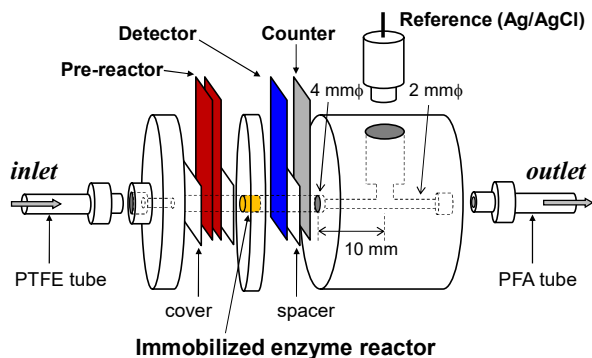 Reference (Ag/AgCl)
Detector
Counter
Pre-reactor
4 mmϕ
2 mmϕ
inlet
outlet
10 mm
PTFE tube
PFA tube
cover
spacer
Immobilized enzyme reactor